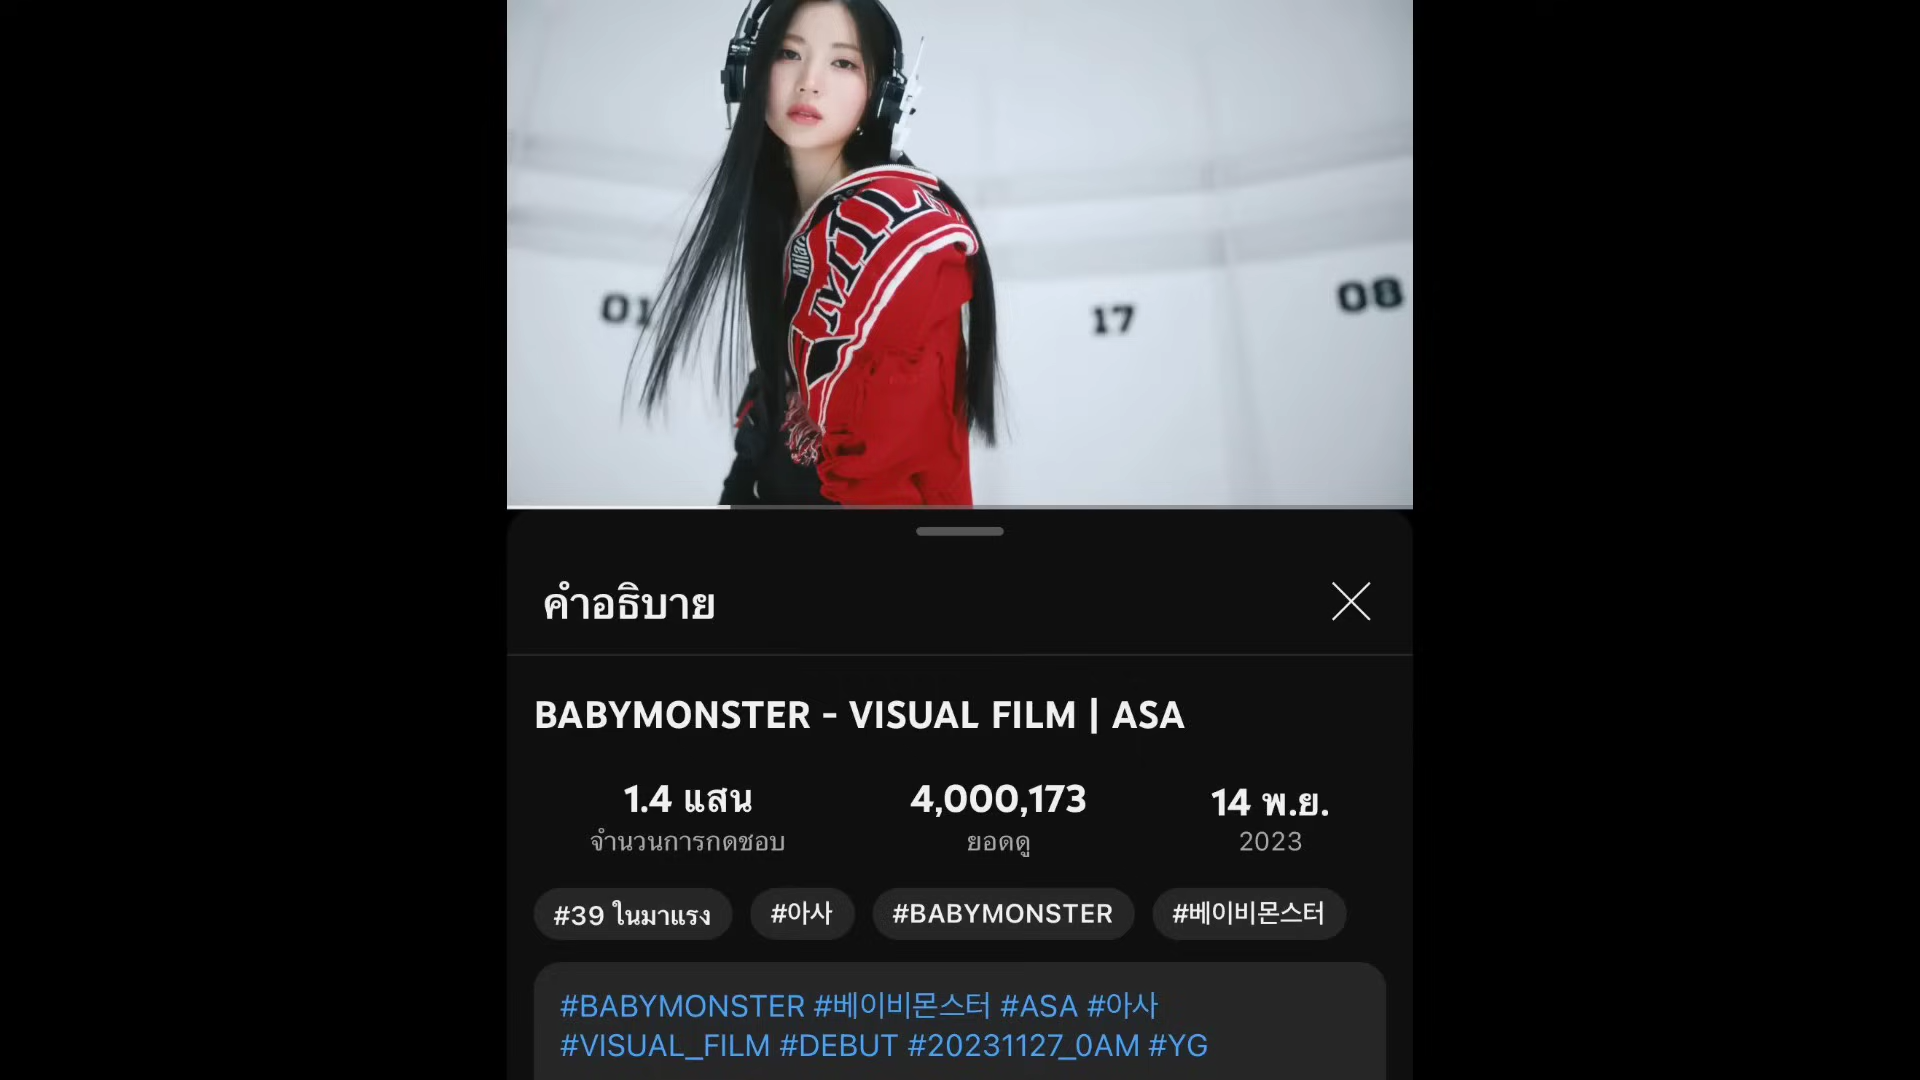 MIL
Milac
01
17
08
คำอธิบาย
BABYMONSTER - VISUAL FILM | ASA
1.4 แสน
4,000,173
14 พ.ย.
จำนวนการกดชอบ
ยอดดู
2023
#39 ในมาแรง
#아사
#BABYMONSTER
#베이비몬스터
#BABYMONSTER #베이비몬스터 #ASA #아사
#VISUAL_FILM #DEBUT #20231127_0AM #YG